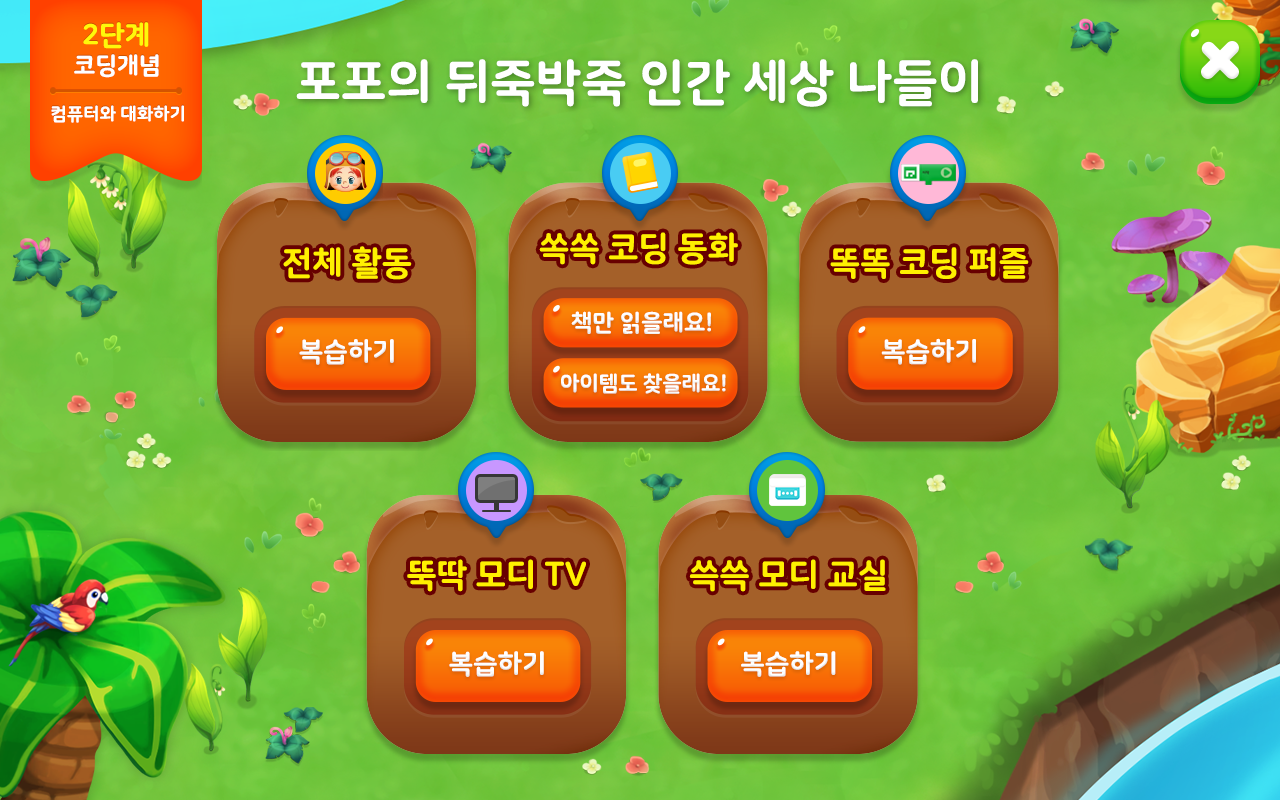 2단계
코딩개념
컴퓨터와 대화하기
포포의 뒤죽박죽 인간 세상 나들이
전체 활동
복습하기
쏙쏙 코딩 동화
책만 읽을래요!
아이템도 찾을래요!
똑똑 코딩 퍼즐
복습하기
뚝딱 모디 TV
복습하기
쓱쓱 모디 교실
복습하기